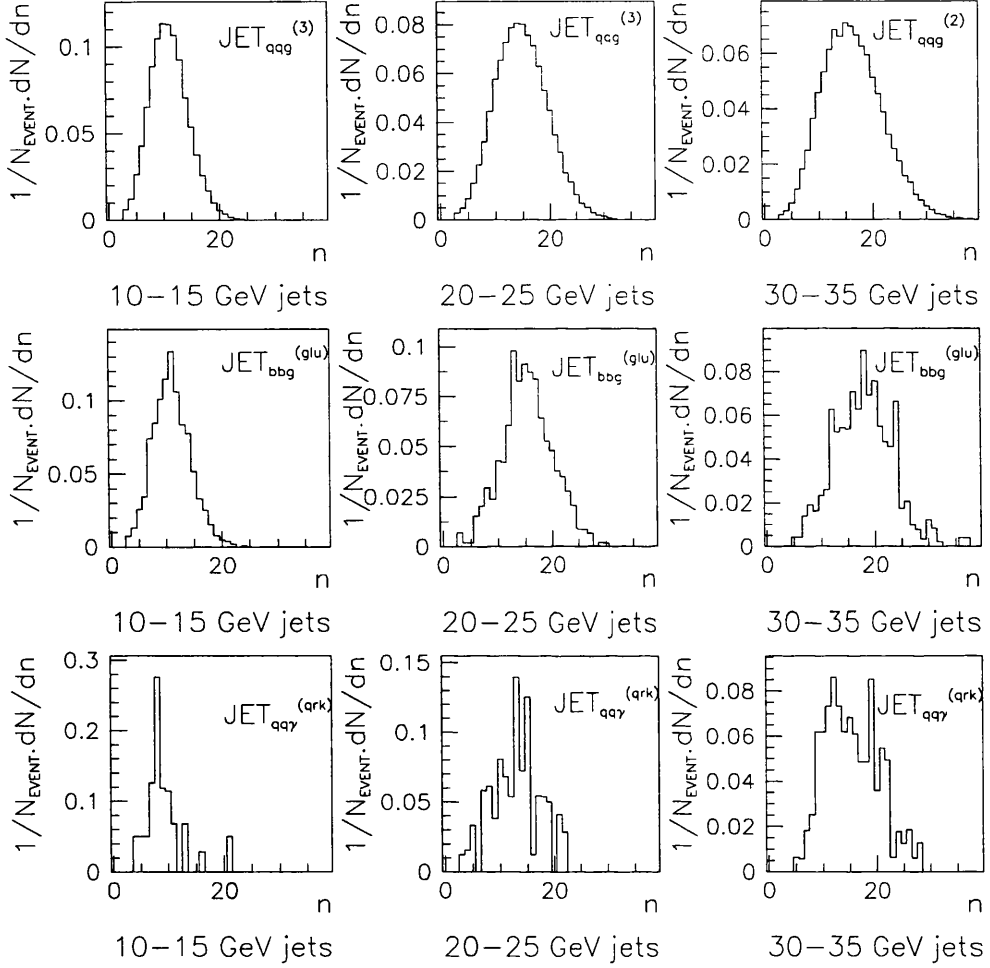 1/N_EVENT.dN/dn
0.1
0.05
0
JET_qqg^(3)
0 20
n
10-15 GeV jets
1/N_EVENT.dN/dn
0.08
0.06
0.04
0.02
0
JET_qcg^(3)
0 20
n
20-25 GeV jets
1/N_EVENT.dN/dn
0.06
0.04
0.02
0
JET_qqg^(2)
0 20
n
30-35 GeV jets
1/N_EVENT.dN/dn
0.1
0.05
0
JET_bbg^(glu)
0 20
n
10-15 GeV jets
1/N_EVENT.dN/dn
0.1
0.075
0.05
0.025
0
JET_bbg^(glu)
0 20
n
20-25 GeV jets
1/N_EVENT.dN/dn
0.08
0.06
0.04
0.02
0
JET_bbg^(glu)
0 20
n
30-35 GeV jets
1/N_EVENT.dN/dn
0.3
0.2
0.1
0
JET_qqγ^(qrk)
0 20
n
10-15 GeV jets
1/N_EVENT.dN/dn
0.15
0.1
0.05
0
JET_qqγ^(qrk)
0 20
n
20-25 GeV jets
1/N_EVENT.dN/dn
0.08
0.06
0.04
0.02
0
JET_qqγ^(qrk)
0 20
n
30-35 GeV jets